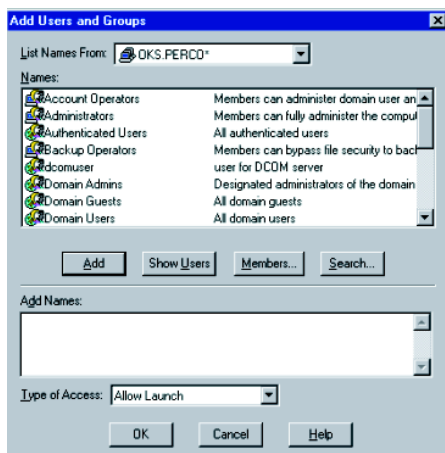 Add Users and Groups
List Names From: OKS.PERCO*
Names:
Account Operators Members can administer domain user an
Administrators Members can fully administer the comput
Authenticated Users All authenticated users
Backup Operators Members can bypass file security to bacl
dcomuser user for DCOM server
Domain Admins Designated administrators of the domain
Domain Guests All domain guests
Domain Users All domain users
Add Show Users Members... Search...
Add Names:
Type of Access: Allow Launch
OK Cancel Help